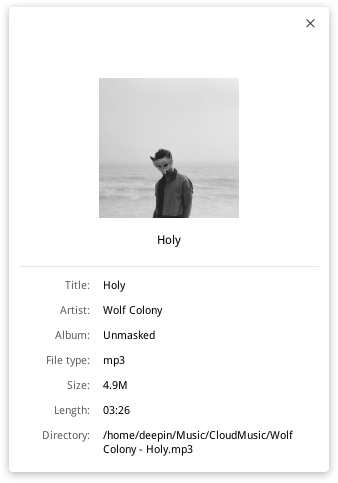 Holy
Title: Holy
Artist: Wolf Colony
Album: Unmasked
File type: mp3
Size: 4.9M
Length: 03:26
Directory: /home/deepin/Music/CloudMusic/Wolf
Colony - Holy.mp3